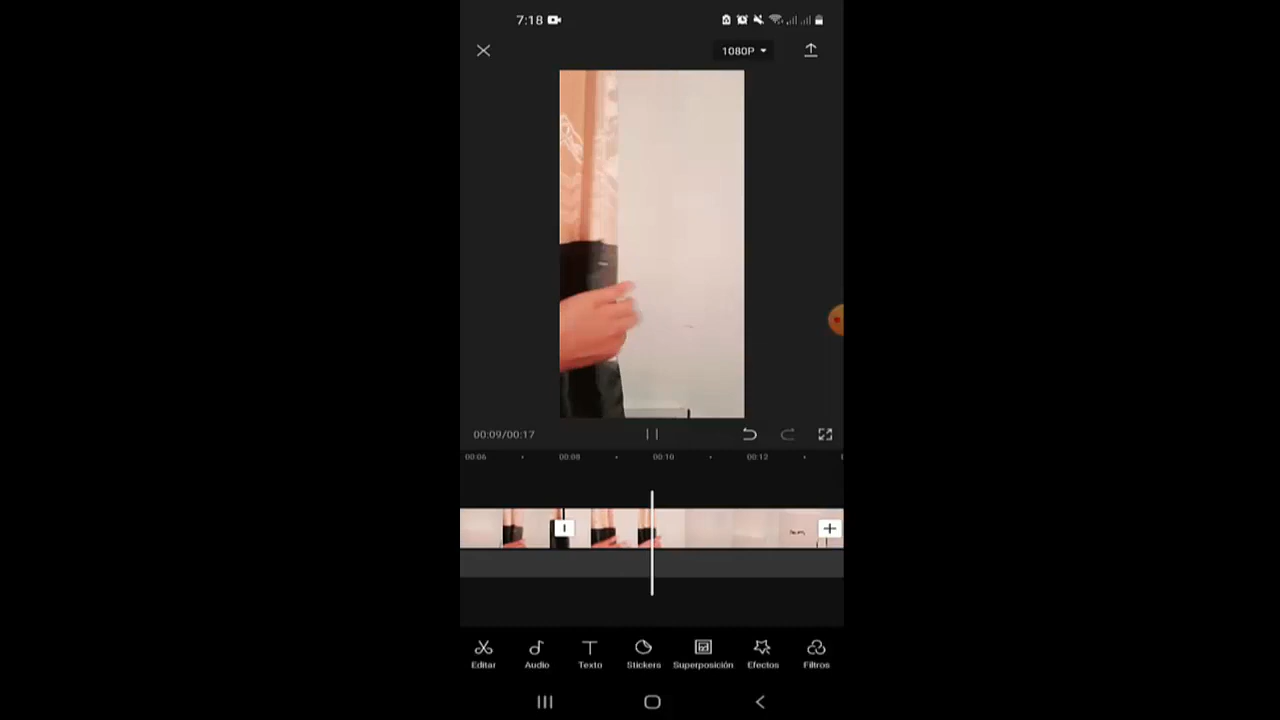 7:18
1080P
00:09/00:17
00:06 00:08 00:10 00:12
Editar Audio Texto Stickers Superposición Efectos Filtros